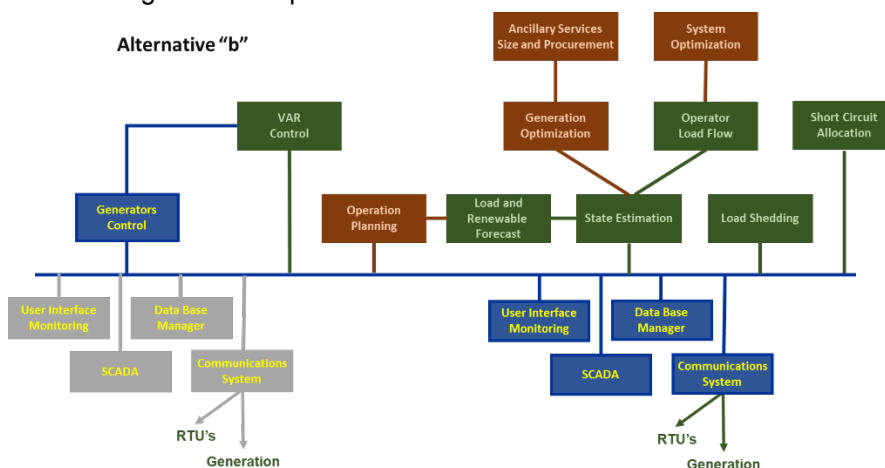 Alternative “b”
Ancillary Services
Size and Procurement
System
Optimization
VAR
Control
Generation
Optimization
Operator
Load Flow
Short Circuit
Allocation
Generators
Control
Operation
Planning
Load and
Renewable
Forecast
State Estimation
Load Shedding
User Interface
Monitoring
Data Base
Manager
SCADA
Communications
System
RTU's
Generation
User Interface
Monitoring
Data Base
Manager
SCADA
Communications
System
RTU's
Generation